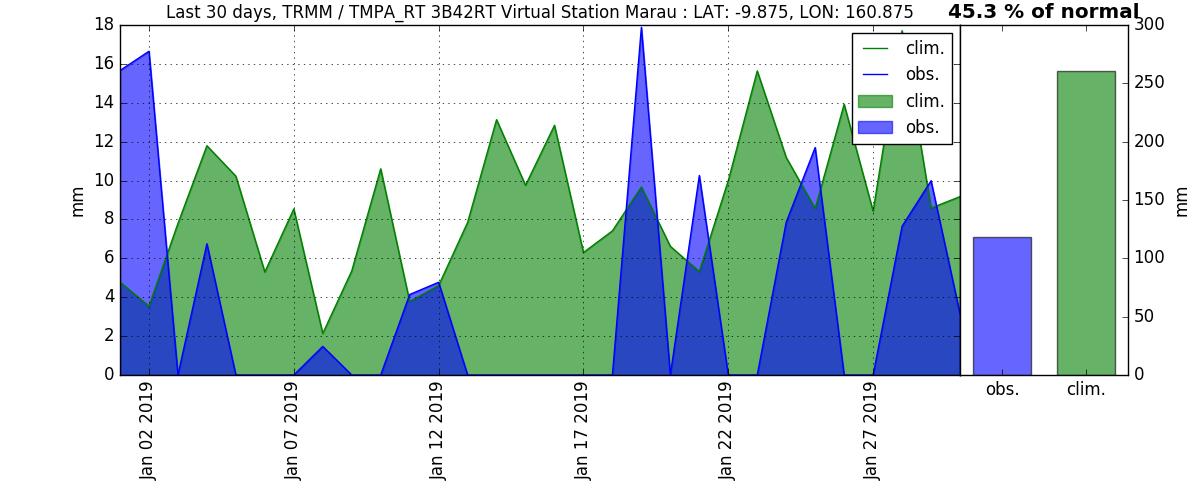 Last 30 days, TRMM / TMPA_RT 3B42RT Virtual Station Marau : LAT: -9.875, LON: 160.875
45.3 % of normal
mm
18
16
14
12
10
8
6
4
2
0
clim.
obs.
clim.
obs.
Jan 02 2019
Jan 07 2019
Jan 12 2019
Jan 17 2019
Jan 22 2019
Jan 27 2019
300
250
200
150
100
50
0
mm
obs.
clim.